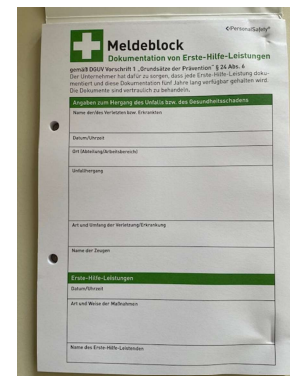 PersonalSafety®
Meldeblock
Dokumentation von Erste-Hilfe-Leistungen
gemäß DGUV Vorschrift 1 „Grundsätze der Prävention" § 24 Abs. 6
Der Unternehmer hat dafür zu sorgen, dass jede Erste-Hilfe-Leistung doku-
mentiert und diese Dokumentation fünf Jahre lang verfügbar gehalten wird.
Die Dokumente sind vertraulich zu behandeln.
Angaben zum Hergang des Unfalls bzw. des Gesundheitsschadens
Name der/des Verletzten bzw. Erkrankten
Datum/Uhrzeit
Ort (Abteilung/Arbeitsbereich)
Unfallhergang
Art und Umfang der Verletzung/Erkrankung
Name der Zeugen
Erste-Hilfe-Leistungen
Datum/Uhrzeit
Art und Weise der Maßnahmen
Name des Erste-Hilfe-Leistenden